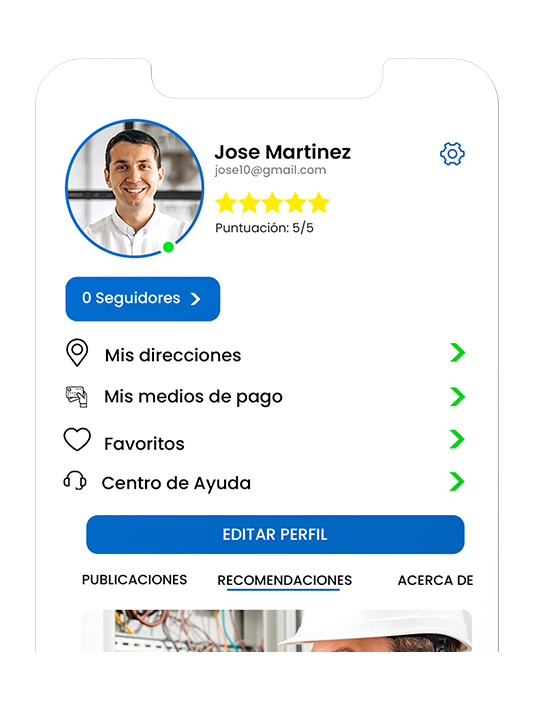 Jose Martinez
jose10@gmail.com
Puntuación: 5/5
0 Seguidores
Mis direcciones
Mis medios de pago
Favoritos
Centro de Ayuda
EDITAR PERFIL
PUBLICACIONES RECOMENDACIONES ACERCA DE